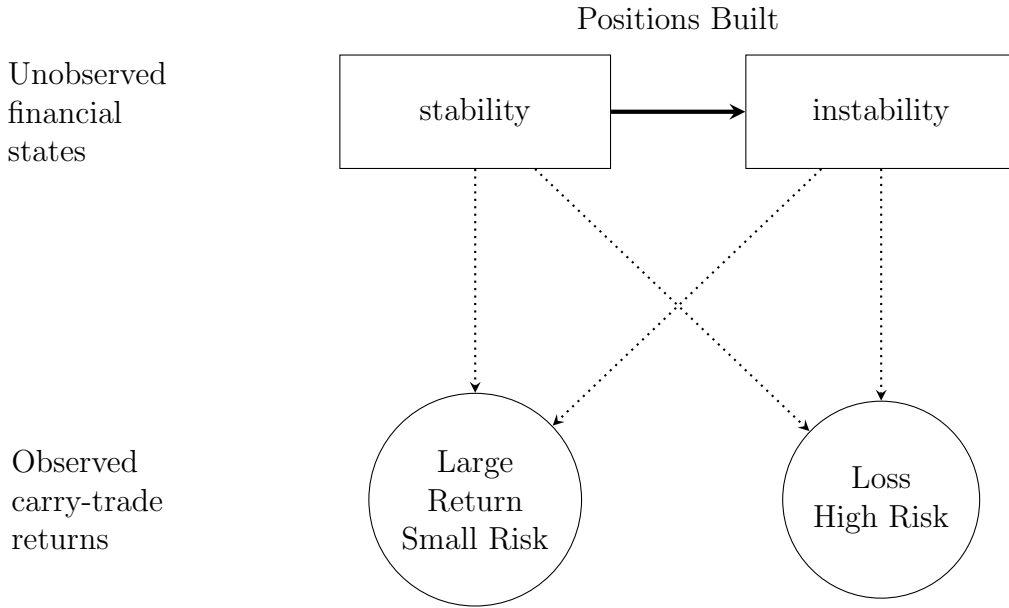 Positions Built
Unobserved
financial
states
stability
instability
Observed
carry-trade
returns
Large
Return
Small Risk
Loss
High Risk